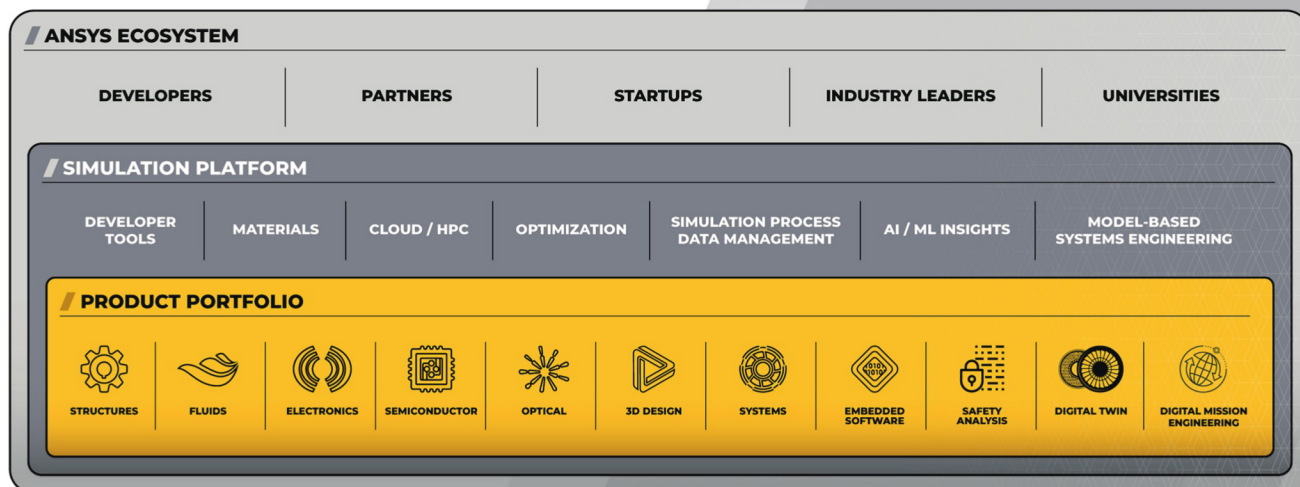 ANSYS ECOSYSTEM
DEVELOPERS
PARTNERS
STARTUPS
INDUSTRY LEADERS
UNIVERSITIES
SIMULATION PLATFORM
DEVELOPER
TOOLS
MATERIALS
CLOUD / HPC
OPTIMIZATION
SIMULATION PROCESS
DATA MANAGEMENT
AI / ML INSIGHTS
MODEL-BASED
SYSTEMS ENGINEERING
PRODUCT PORTFOLIO
STRUCTURES
FLUIDS
ELECTRONICS
SEMICONDUCTOR
OPTICAL
3D DESIGN
SYSTEMS
EMBEDDED
SOFTWARE
SAFETY
ANALYSIS
DIGITAL TWIN
DIGITAL MISSION
ENGINEERING